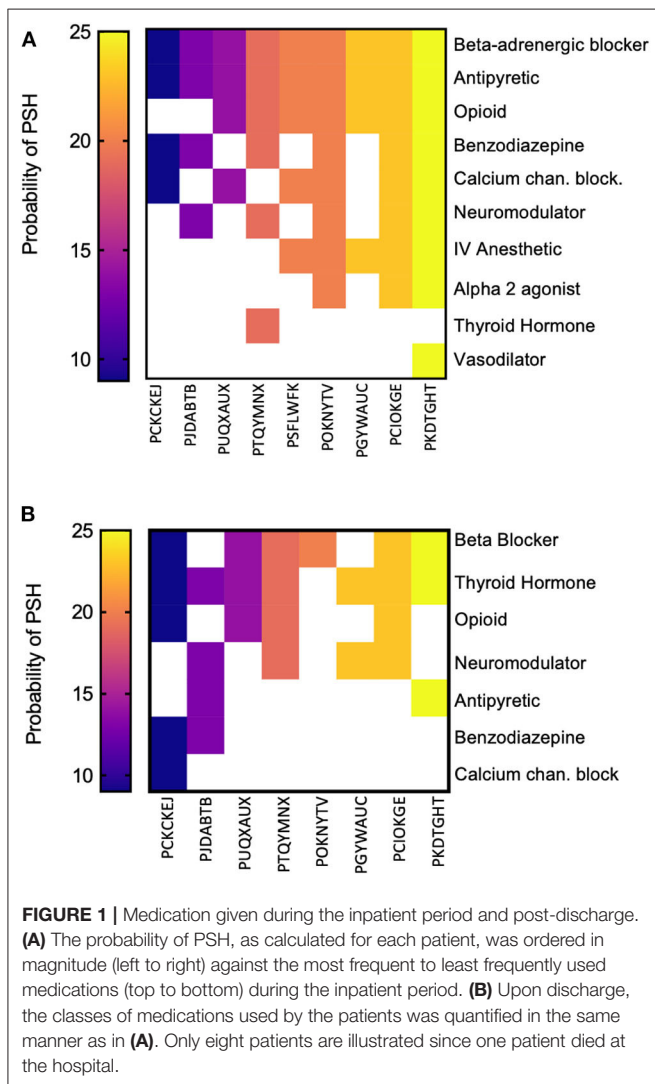 A
25
20
15
10
Probability of PSH
Beta-adrenergic blocker
Antipyretic
Opioid
Benzodiazepine
Calcium chan. block.
Neuromodulator
IV Anesthetic
Alpha 2 agonist
Thyroid Hormone
Vasodilator
PCKCKEJ
PJDABTB
PUQXAUX
PTQYMNX
PSFLWFK
POKNYTV
PGYWAUC
PCIOKGE
PKDTGHT
B
25
20
15
10
Probability of PSH
Beta Blocker
Thyroid Hormone
Opioid
Neuromodulator
Antipyretic
Benzodiazepine
Calcium chan. block
PCKCKEJ
PJDABTB
PUQXAUX
PTQYMNX
POKNYTV
PGYWAUC
PCIOKGE
PKDTGHT
FIGURE 1 | Medication given during the inpatient period and post-discharge.
(A) The probability of PSH, as calculated for each patient, was ordered in
magnitude (left to right) against the most frequent to least frequently used
medications (top to bottom) during the inpatient period. (B) Upon discharge,
the classes of medications used by the patients was quantified in the same
manner as in (A). Only eight patients are illustrated since one patient died at
the hospital.